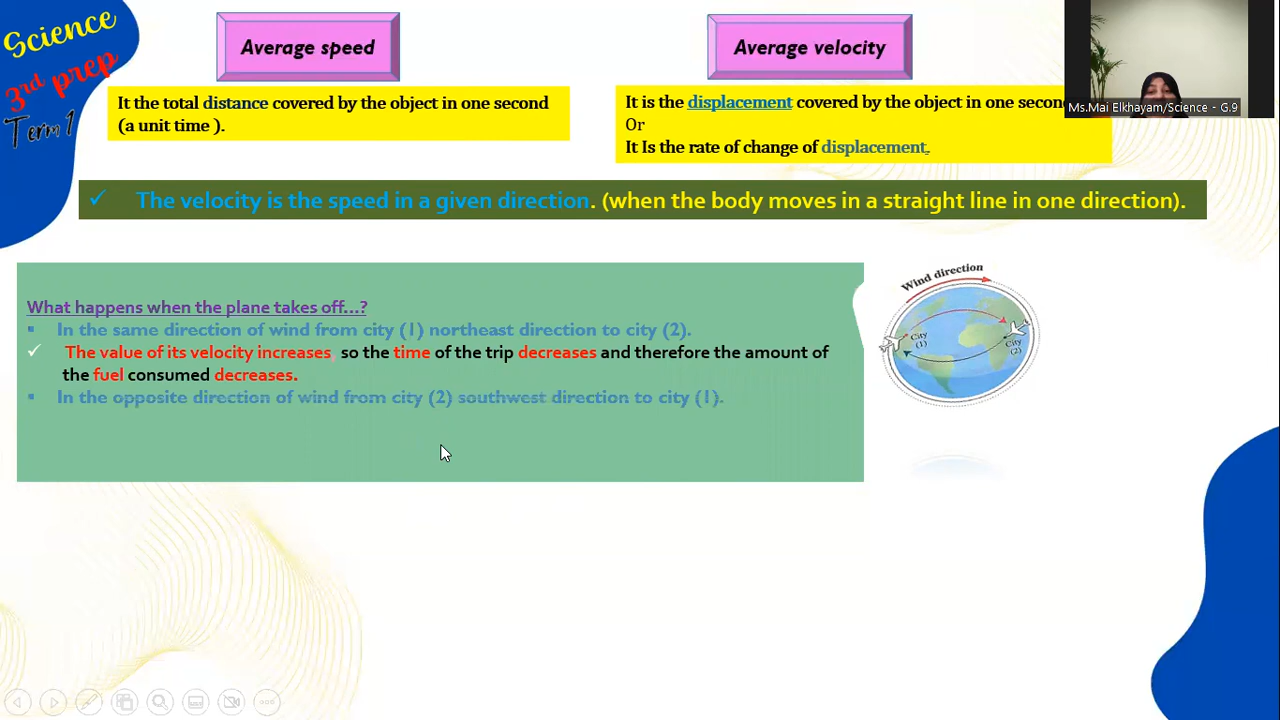 Science
3rd prep
Term 1
Average speed
Average velocity
It the total distance covered by the object in one second
(a unit time ).
It is the displacement covered by the object in one
Or
It Is the rate of change of displacement.
Ms.Mai Elkhayam/Science - G.9
✓ The velocity is the speed in a given direction. (when the body moves in a straight line in one direction).
What happens when the plane takes off...?
▪ In the same direction of wind from city (1) northeast direction to city (2).
✓ The value of its velocity increases, so the time of the trip decreases and therefore the amount of
the fuel consumed decreases.
▪ In the opposite direction of wind from city (2) southwest direction to city (1).
Wind direction
City
(1)
City
(2)